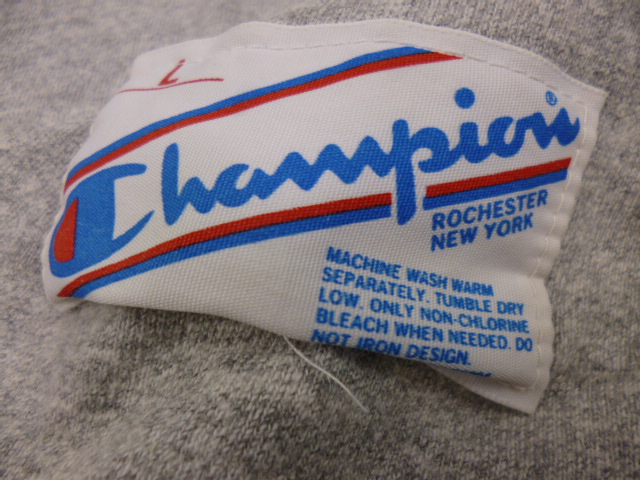 L
Champion®
ROCHESTER
NEW YORK
MACHINE WASH WARM
SEPARATELY. TUMBLE DRY
LOW. ONLY NON-CHLORINE
BLEACH WHEN NEEDED. DO
NOT IRON DESIGN.